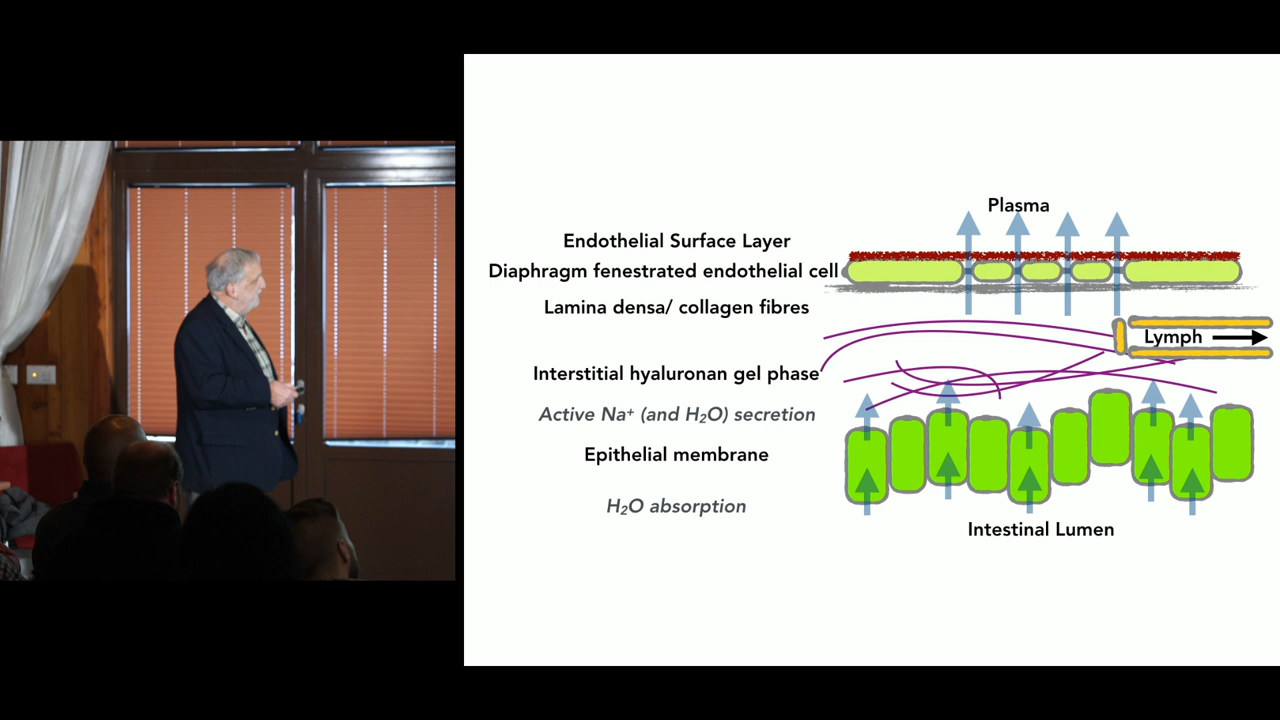 Plasma
Endothelial Surface Layer
Diaphragm fenestrated endothelial cell
Lamina densa/ collagen fibres
Lymph
Interstitial hyaluronan gel phase
Active Na⁺ (and H₂O) secretion
Epithelial membrane
H₂O absorption
Intestinal Lumen